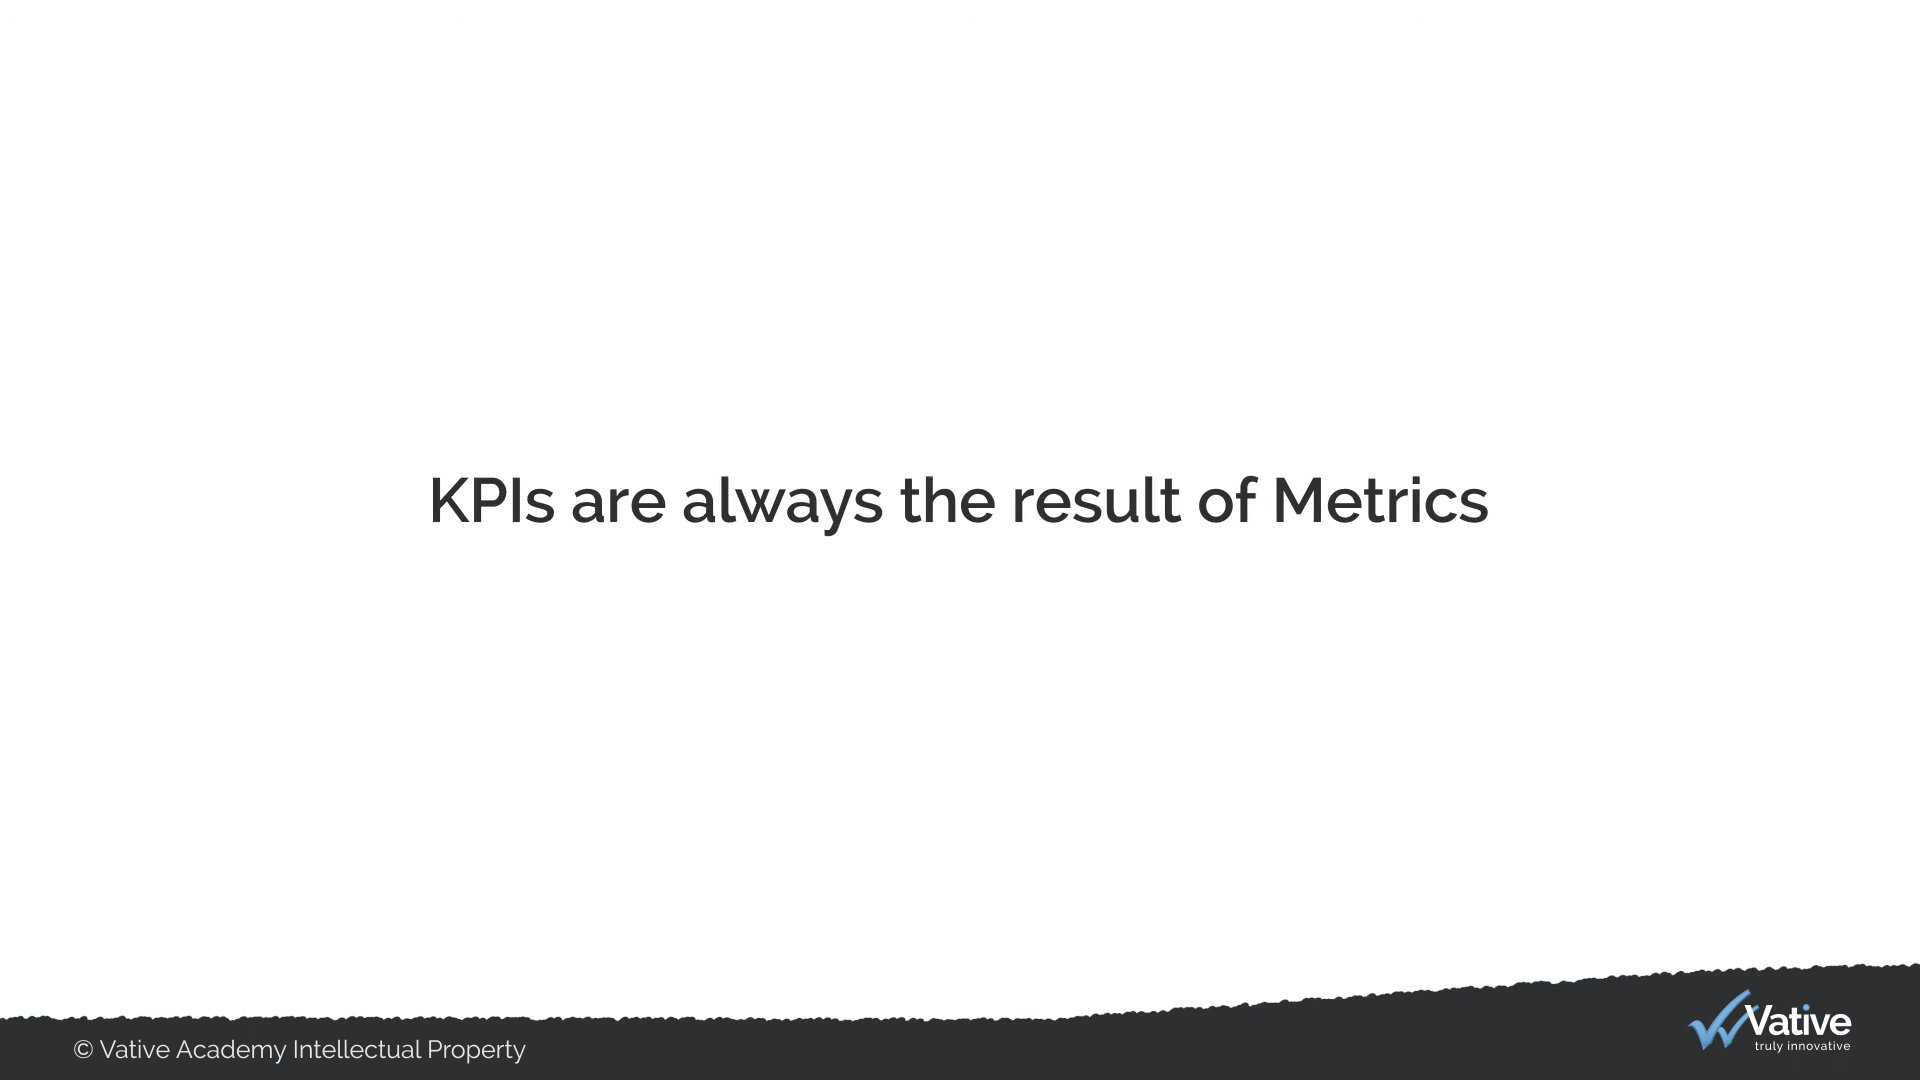 KPIs are always the result of Metrics
Vative
truly innovative
© Vative Academy Intellectual Property